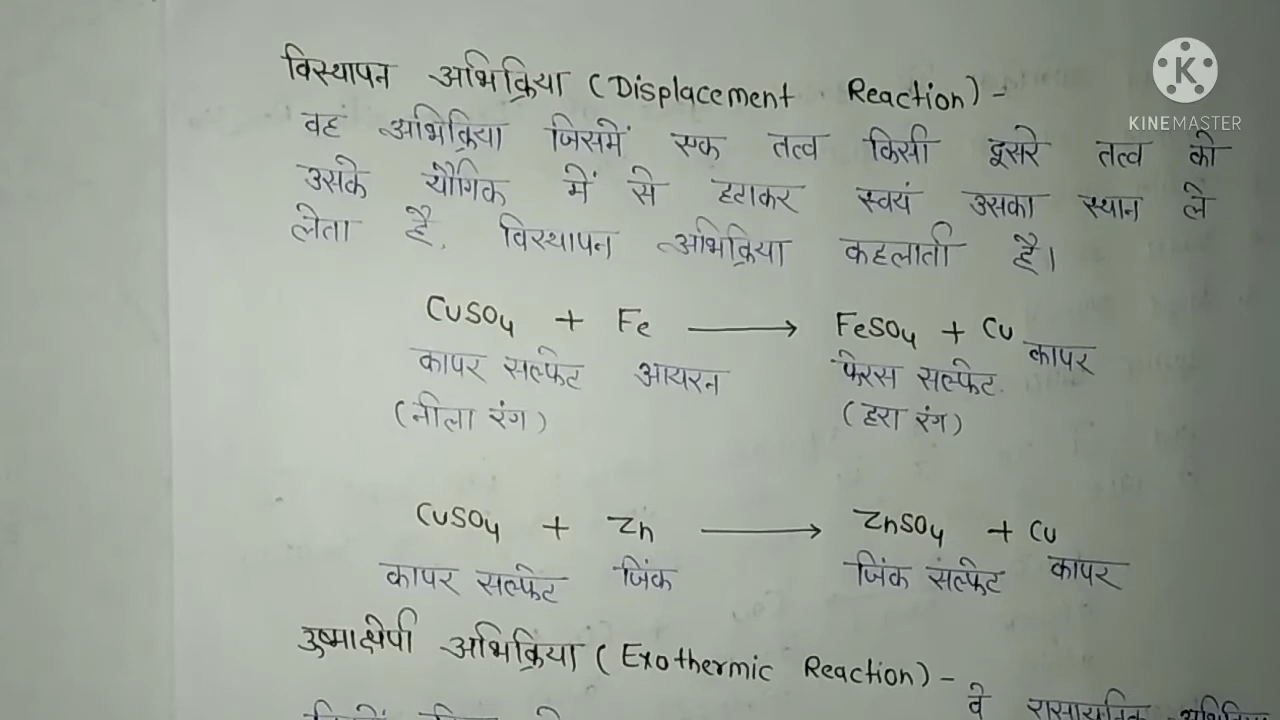 विस्थापन अभिक्रिया (Displacement Reaction) -
वह अभिक्रिया जिसमें एक तत्व किसी दूसरे तत्व को
उसके यौगिक में से हटाकर स्वयं उसका स्थान ले
लेता है, विस्थापन अभिक्रिया कहलाती है।
CuSO4 + Fe ⟶ FeSO4 + Cu
कापर सल्फेट आयरन फेरस सल्फेट कापर
(नीला रंग) (हरा रंग)
CuSO4 + Zn ⟶ ZnSO4 + Cu
कापर सल्फेट जिंक जिंक सल्फेट कापर
उष्माक्षेपी अभिक्रिया (Exothermic Reaction) -
वे रासायनिक
KINEMASTER